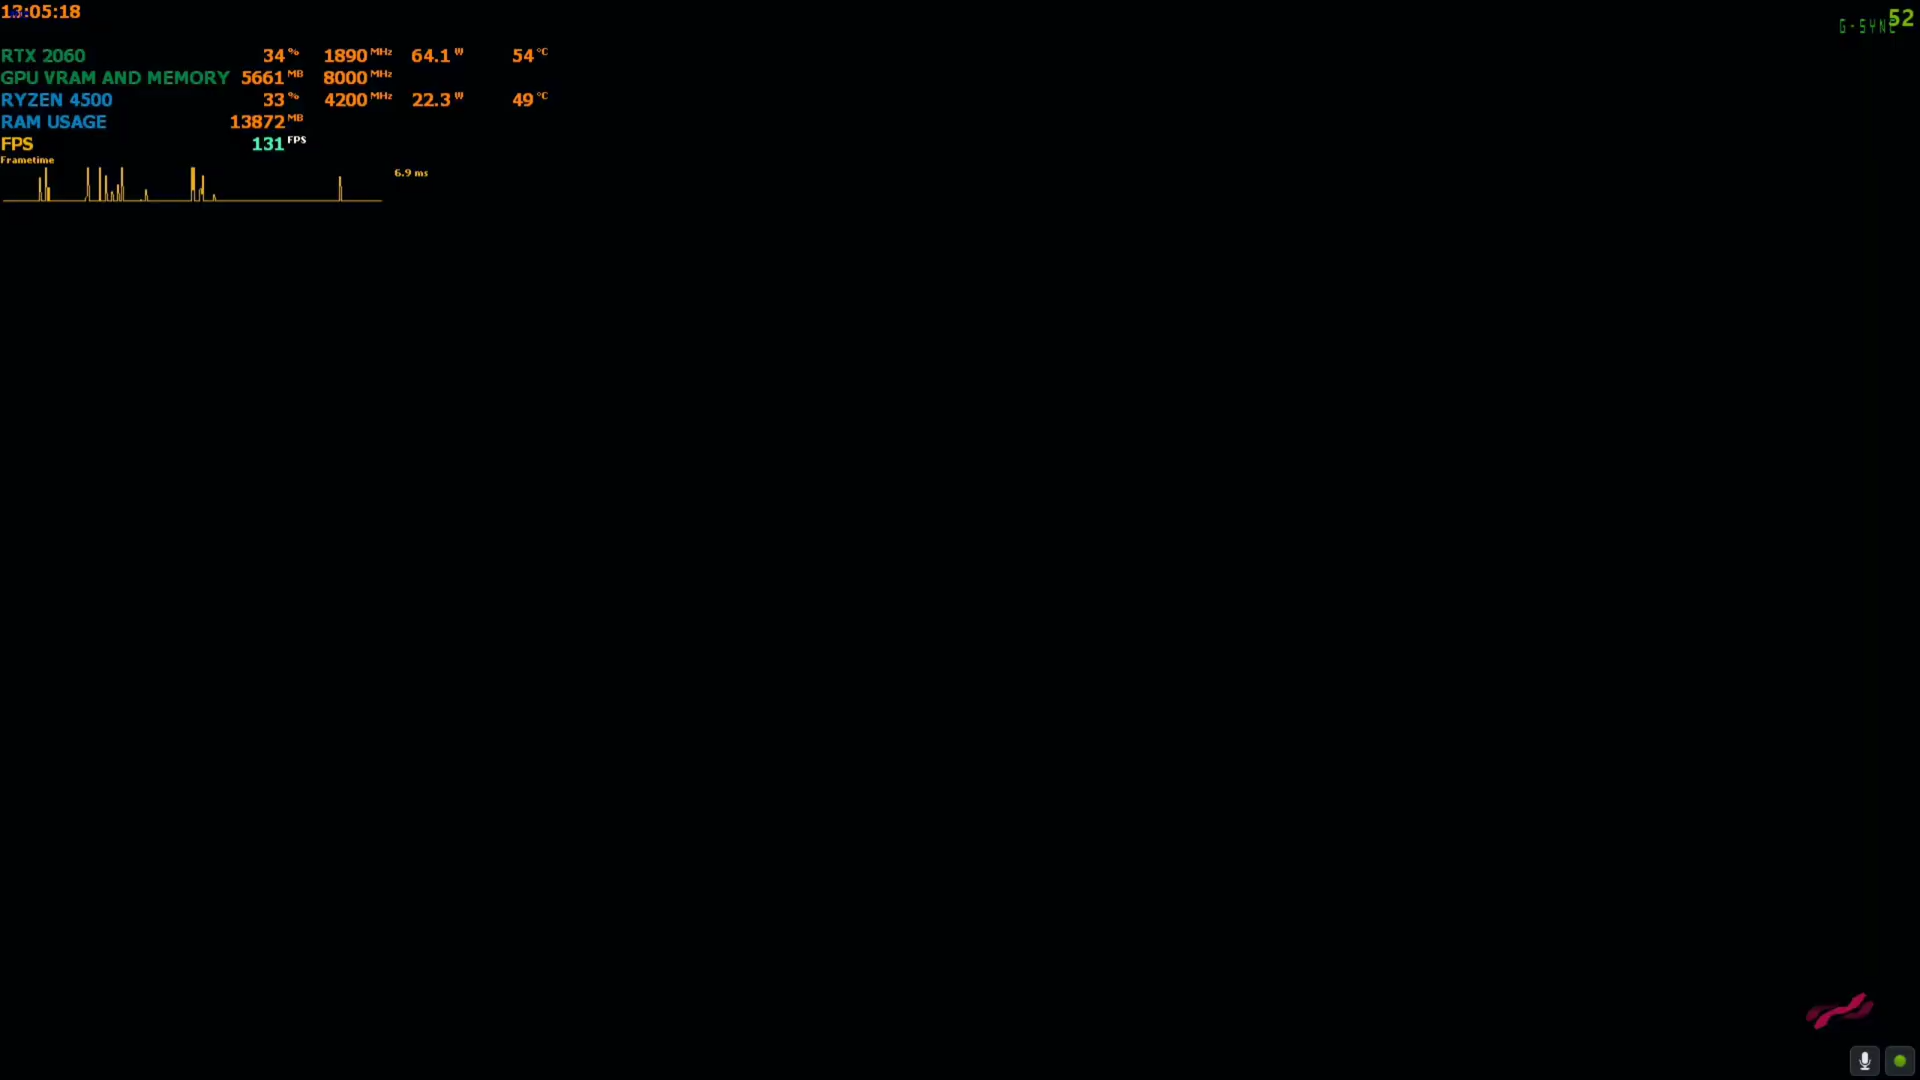 13:05:18
52
G-SYNC
RTX 2060 34 % 1890 MHz 64.1 W 54 °C
GPU VRAM AND MEMORY 5661 MB 8000 MHz
RYZEN 4500 33 % 4200 MHz 22.3 W 49 °C
RAM USAGE 13872 MB
FPS 131 FPS
Frametime
6.9 ms